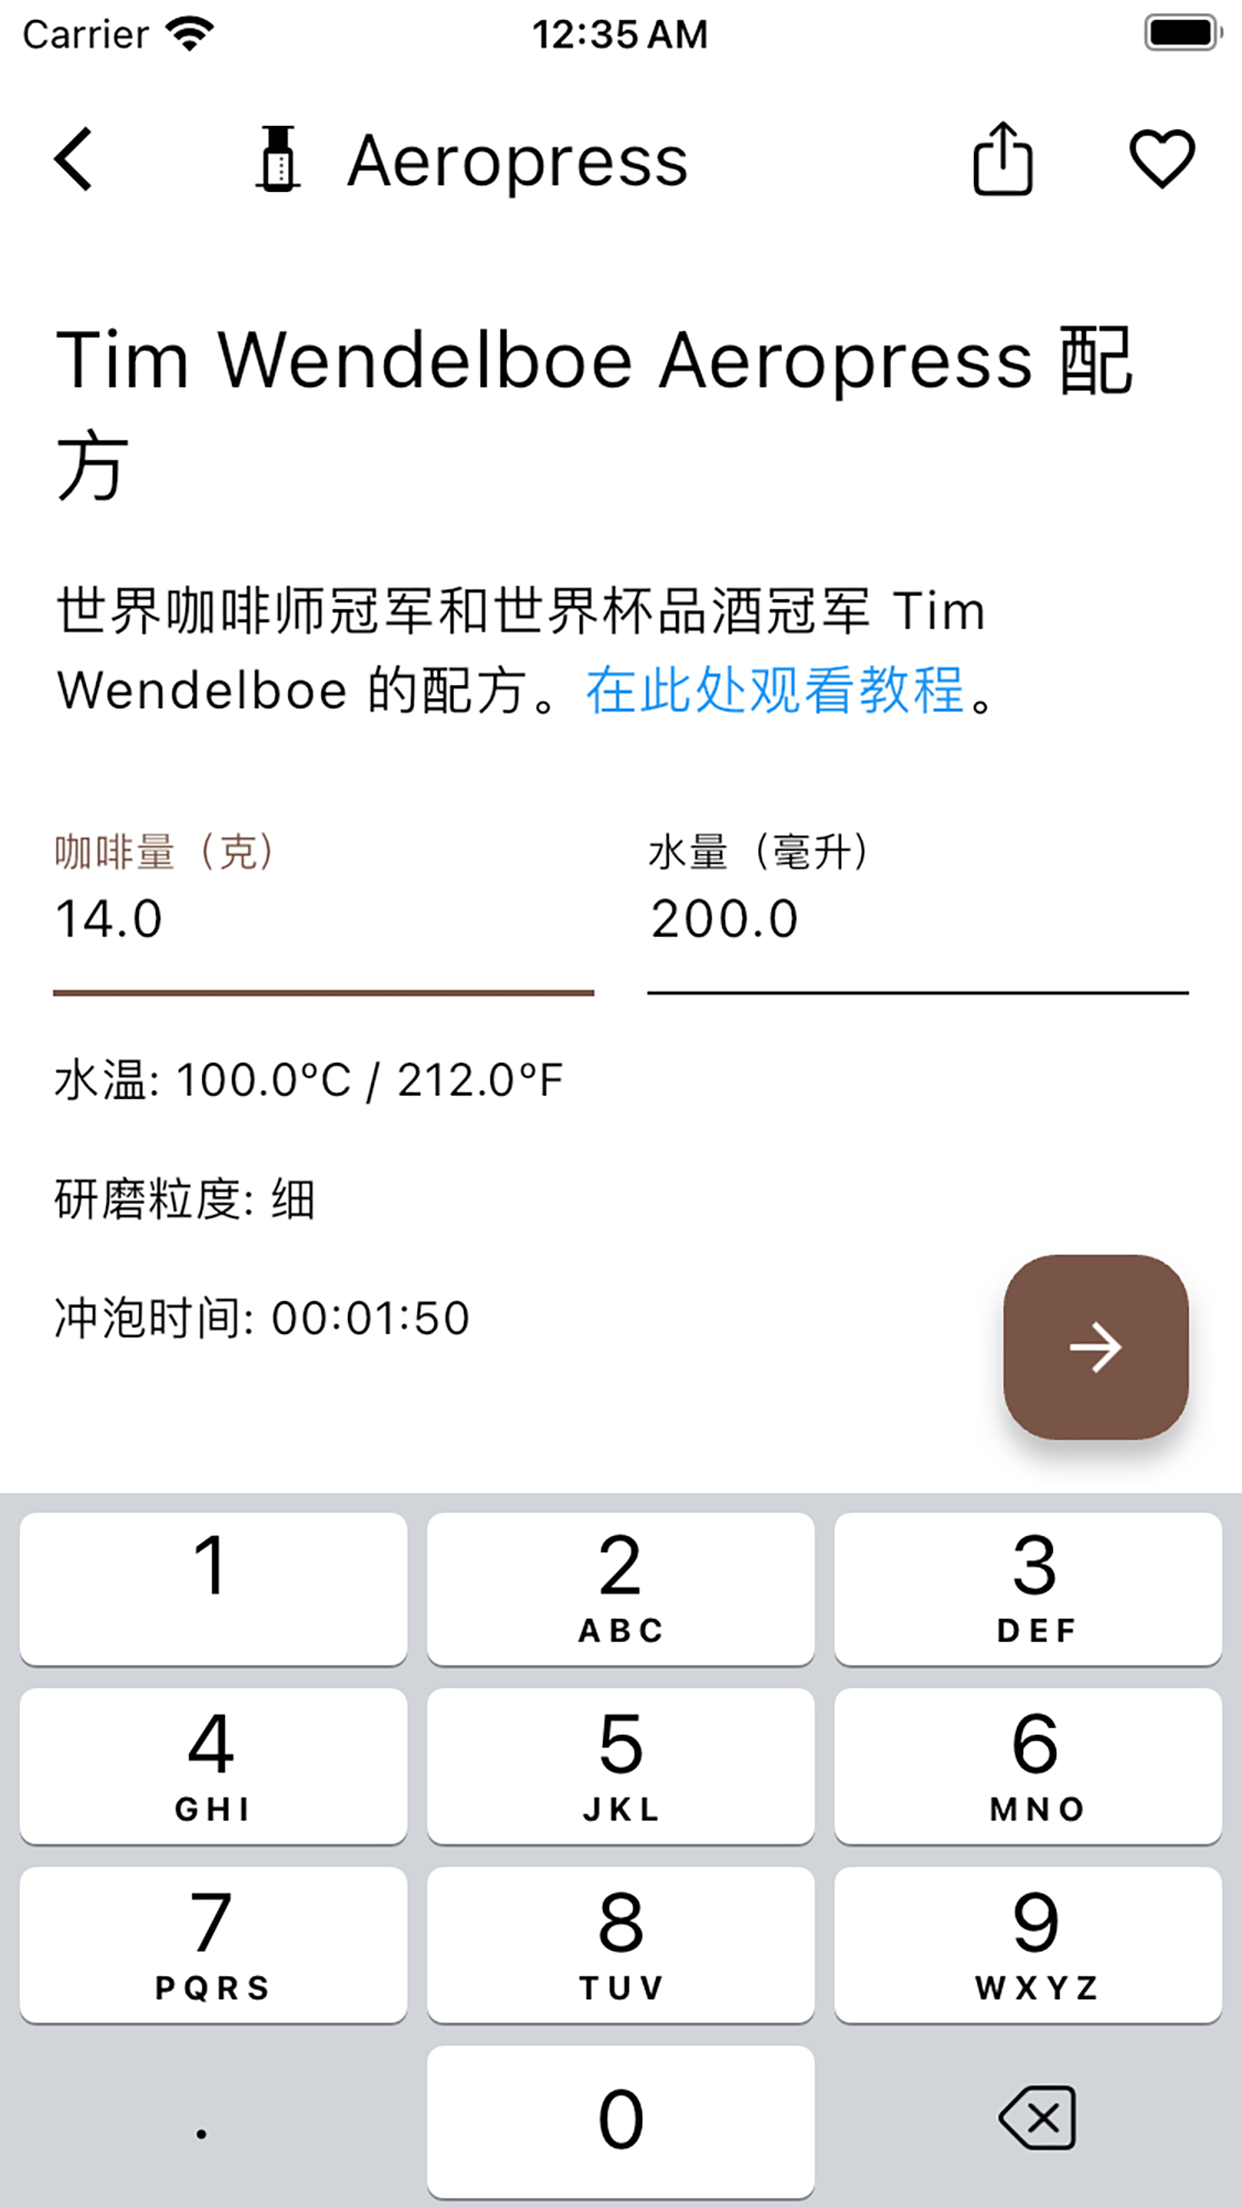 Carrier 12:35 AM
Aeropress
Tim Wendelboe Aeropress 配
方
世界咖啡师冠军和世界杯品酒冠军 Tim
Wendelboe 的配方。在此处观看教程。
咖啡量（克） 水量（毫升）
14.0 200.0
水温: 100.0ºC / 212.0ºF
研磨粒度: 细
冲泡时间: 00:01:50
1 2 3
ABC DEF
4 5 6
GHI JKL MNO
7 8 9
PQRS TUV WXYZ
. 0